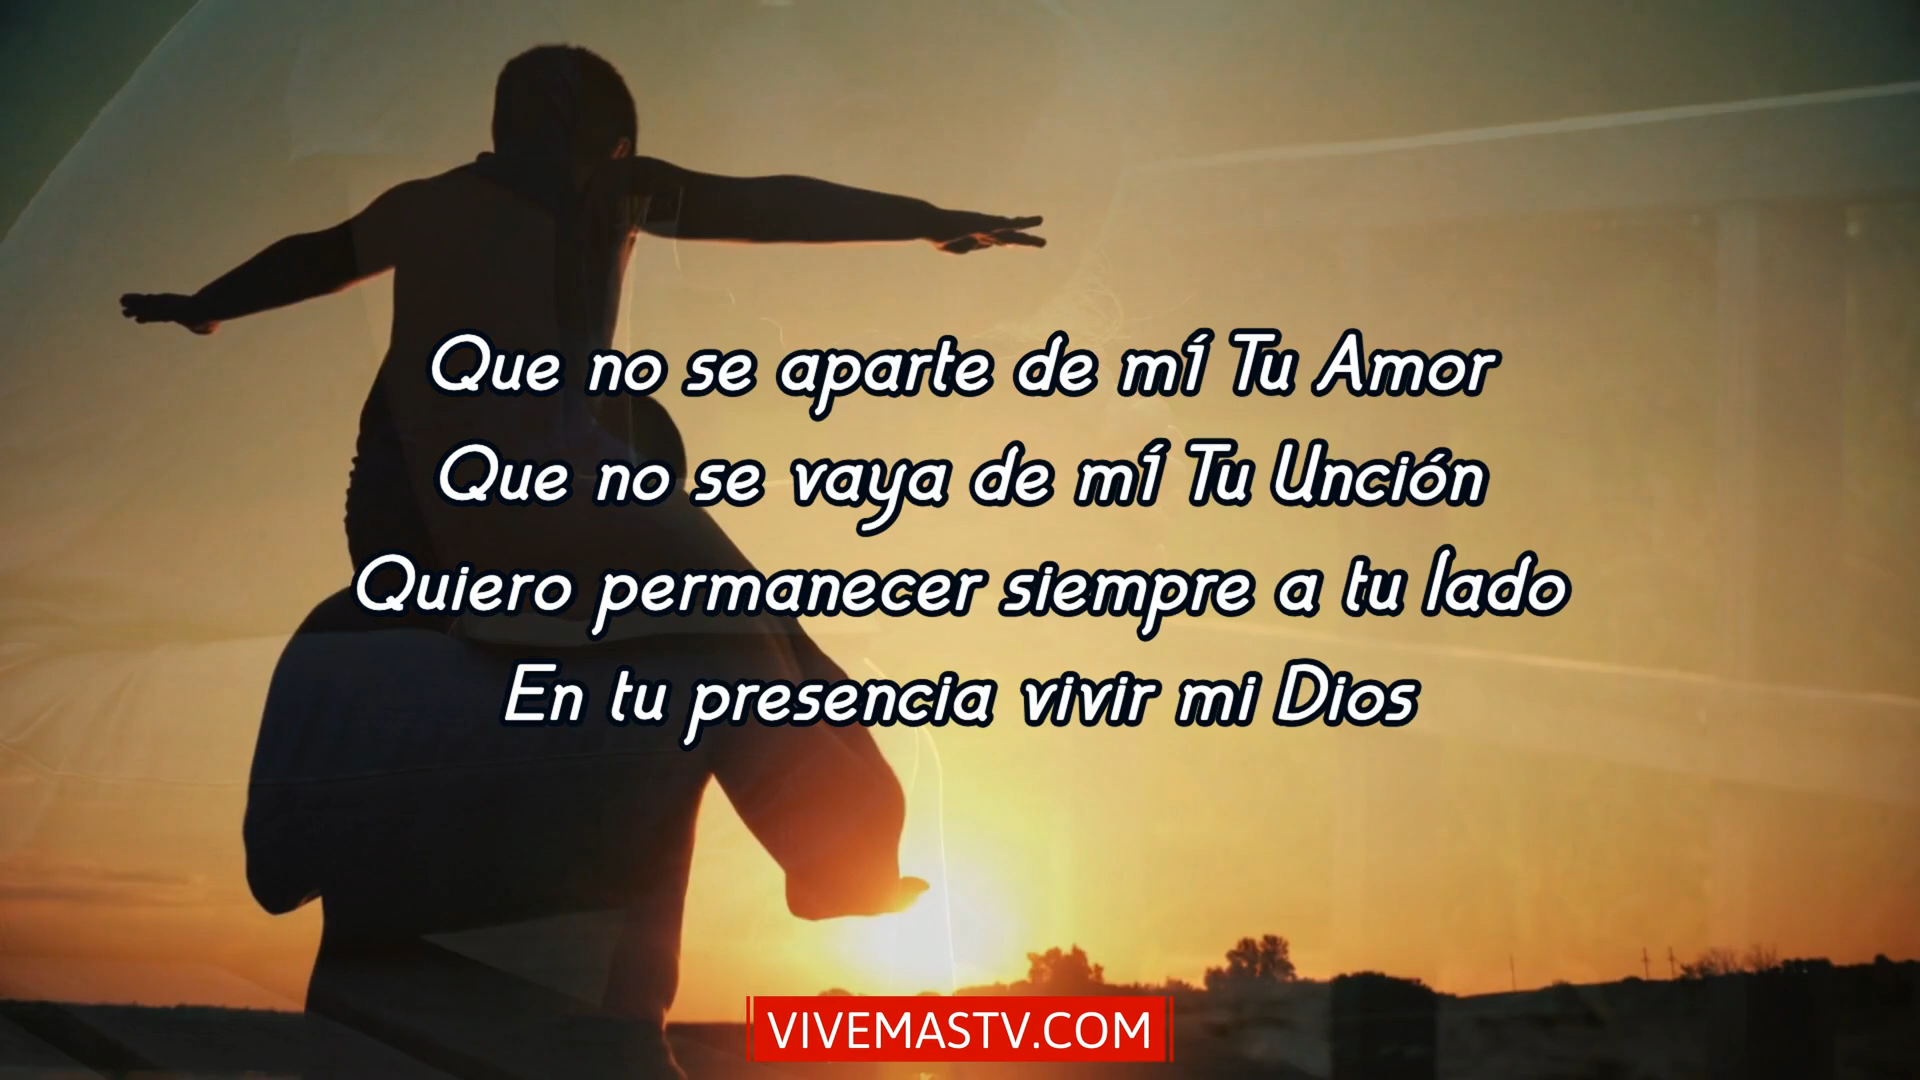 Que no se aparte de mí Tu Amor
Que no se vaya de mí Tu Unción
Quiero permanecer siempre a tu lado
En tu presencia vivir mi Dios
VIVEMASTV.COM